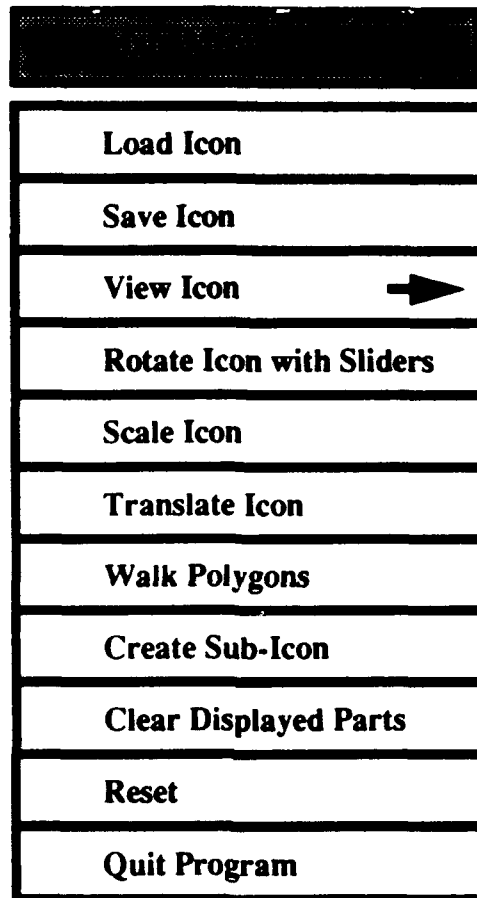 Load Icon
Save Icon
View Icon
Rotate Icon with Sliders
Scale Icon
Translate Icon
Walk Polygons
Create Sub-Icon
Clear Displayed Parts
Reset
Quit Program